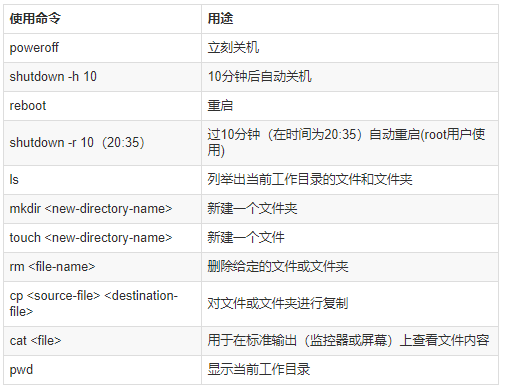 使用命令
用途
poweroff
立刻关机
shutdown -h 10
10分钟后自动关机
reboot
重启
shutdown -r 10（20:35）
过10分钟（在时间为20:35）自动重启(root用户使
用)
ls
列举出当前工作目录的文件和文件夹
mkdir <new-directory-name>
新建一个文件夹
touch <new-directory-name>
新建一个文件
rm <file-name>
删除给定的文件或文件夹
cp <source-file> <destination-
file>
对文件或文件夹进行复制
cat <file>
用于在标准输出（监控器或屏幕）上查看文件内容
pwd
显示当前工作目录